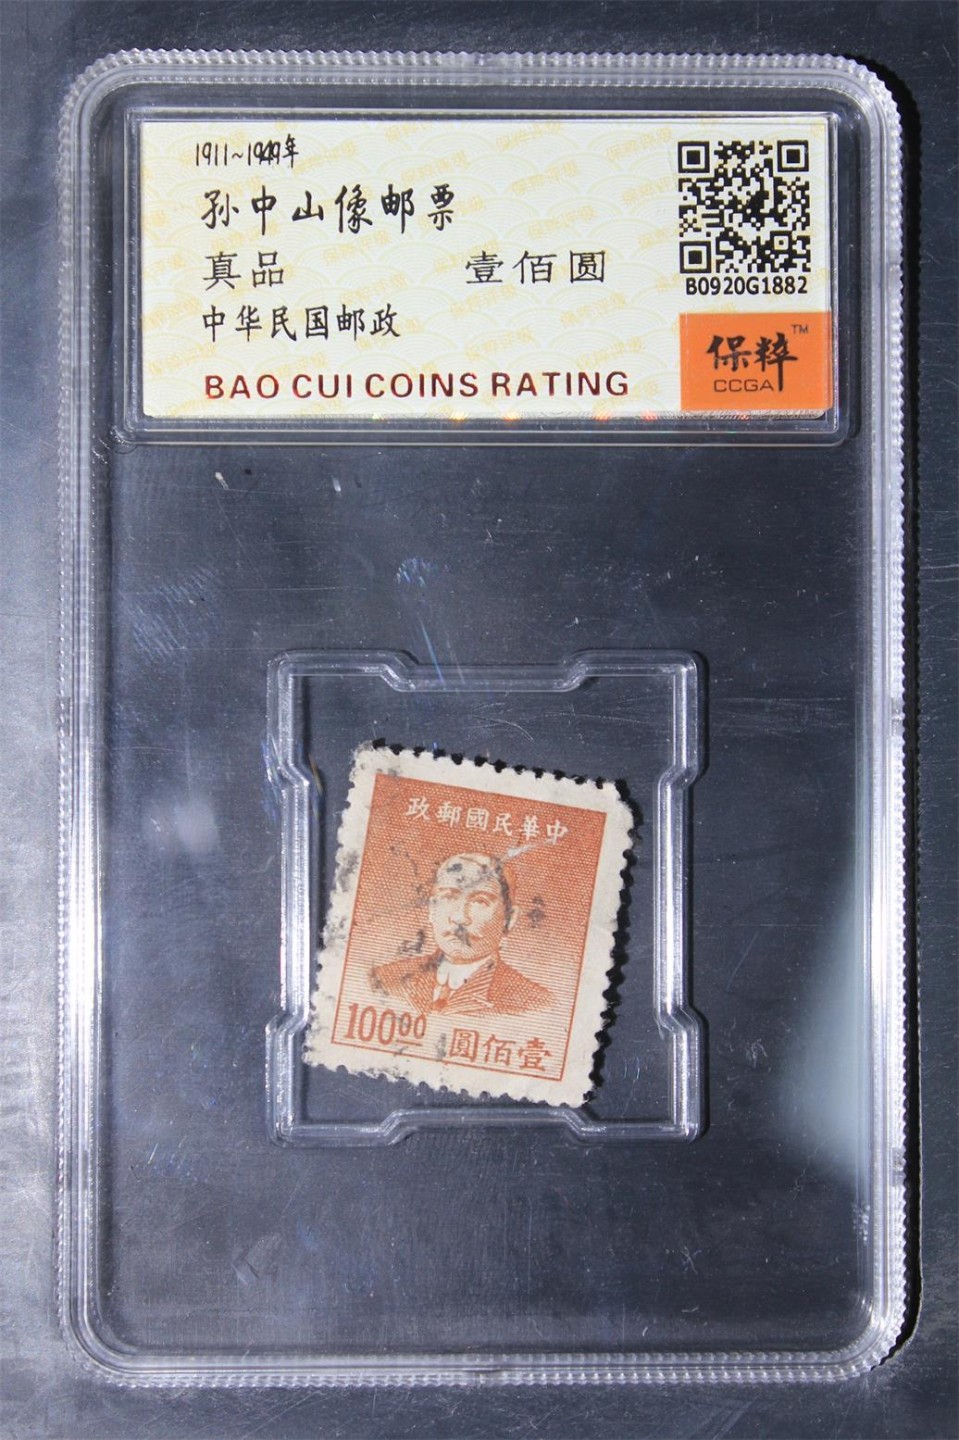 1911~1949年
孙中山像邮票
真品 壹佰圆
中华民国邮政
BAO CUI COINS RATING
B0920G1882
保粹 TM
CCGA
政郵國民華中
10000 圓佰壹